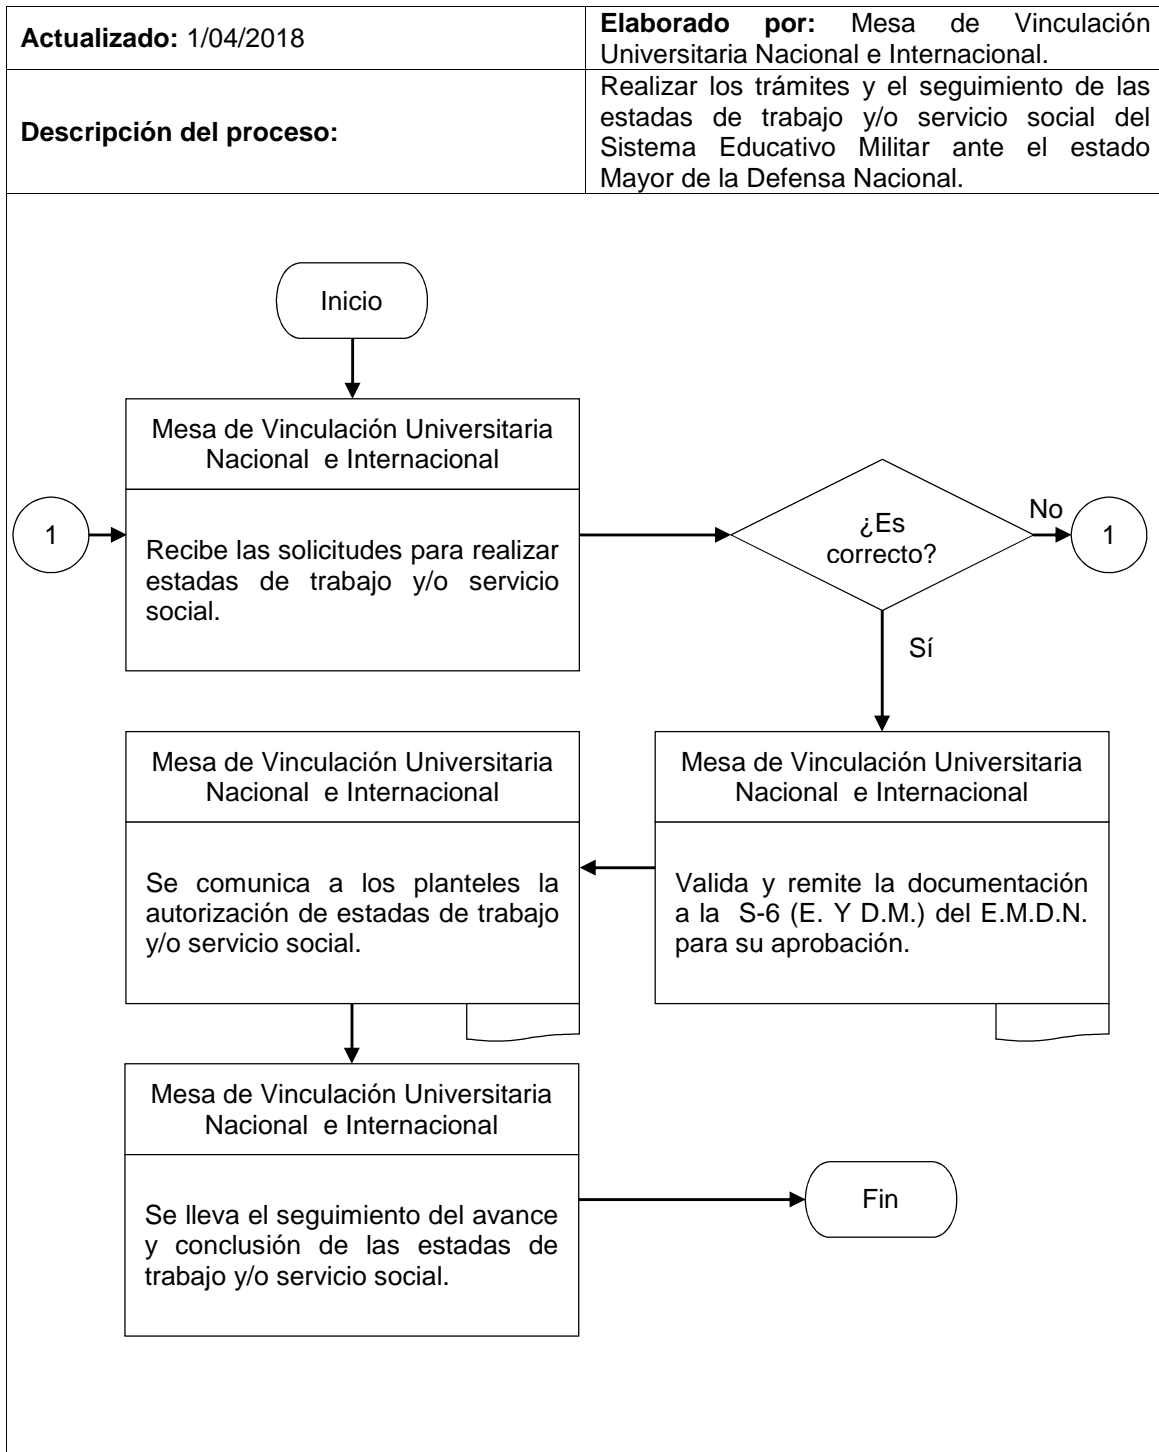 Actualizado: 1/04/2018
Elaborado por: Mesa de Vinculación
Universitaria Nacional e Internacional.
Descripción del proceso:
Realizar los trámites y el seguimiento de las
estadas de trabajo y/o servicio social del
Sistema Educativo Militar ante el estado
Mayor de la Defensa Nacional.
Inicio
Mesa de Vinculación Universitaria
Nacional e Internacional
1
Recibe las solicitudes para realizar
estadas de trabajo y/o servicio
social.
¿Es
correcto?
No
1
Sí
Mesa de Vinculación Universitaria
Nacional e Internacional
Valida y remite la documentación
a la S-6 (E. Y D.M.) del E.M.D.N.
para su aprobación.
Mesa de Vinculación Universitaria
Nacional e Internacional
Se comunica a los planteles la
autorización de estadas de trabajo
y/o servicio social.
Mesa de Vinculación Universitaria
Nacional e Internacional
Se lleva el seguimiento del avance
y conclusión de las estadas de
trabajo y/o servicio social.
Fin